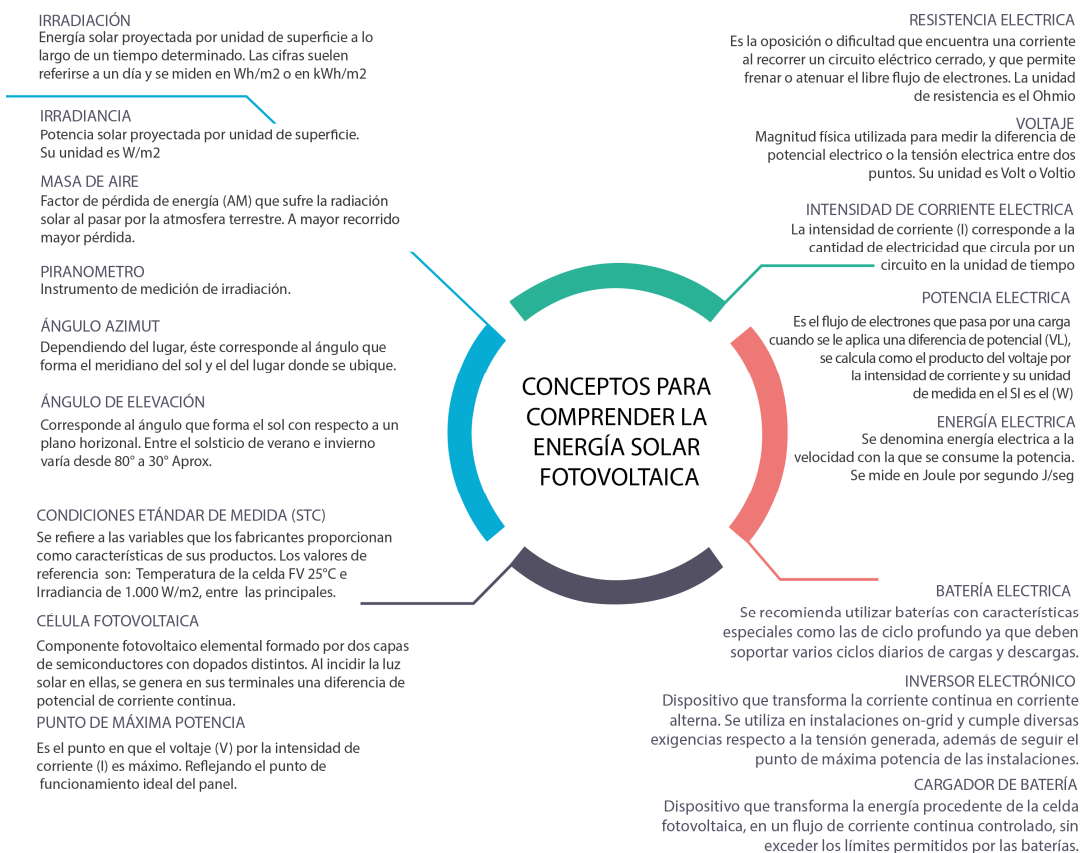 IRRADIACIÓN
Energía solar proyectada por unidad de superficie a lo
largo de un tiempo determinado. Las cifras suelen
referirse a un día y se miden en Wh/m2 o en kWh/m2
IRRADIANCIA
Potencia solar proyectada por unidad de superficie.
Su unidad es W/m2
MASA DE AIRE
Factor de pérdida de energía (AM) que sufre la radiación
solar al pasar por la atmosfera terrestre. A mayor recorrido
mayor pérdida.
PIRANOMETRO
Instrumento de medición de irradiación.
ÁNGULO AZIMUT
Dependiendo del lugar, éste corresponde al ángulo que
forma el meridiano del sol y el del lugar donde se ubique.
ÁNGULO DE ELEVACIÓN
Corresponde al ángulo que forma el sol con respecto a un
plano horizonal. Entre el solsticio de verano e invierno
varía desde 80° a 30° Aprox.
CONDICIONES ETÁNDAR DE MEDIDA (STC)
Se refiere a las variables que los fabricantes proporcionan
como características de sus productos. Los valores de
referencia son: Temperatura de la celda FV 25°C e
Irradiancia de 1.000 W/m2, entre las principales.
CÉLULA FOTOVOLTAICA
Componente fotovoltaico elemental formado por dos capas
de semiconductores con dopados distintos. Al incidir la luz
solar en ellas, se genera en sus terminales una diferencia de
potencial de corriente continua.
PUNTO DE MÁXIMA POTENCIA
Es el punto en que el voltaje (V) por la intensidad de
corriente (I) es máximo. Reflejando el punto de
funcionamiento ideal del panel.
CONCEPTOS PARA
COMPRENDER LA
ENERGÍA SOLAR
FOTOVOLTAICA
RESISTENCIA ELECTRICA
Es la oposición o dificultad que encuentra una corriente
al recorrer un circuito eléctrico cerrado, y que permite
frenar o atenuar el libre flujo de electrones. La unidad
de resistencia es el Ohmio
VOLTAJE
Magnitud física utilizada para medir la diferencia de
potencial electrico o la tensión electrica entre dos
puntos. Su unidad es Volt o Voltio
INTENSIDAD DE CORRIENTE ELECTRICA
La intensidad de corriente (I) corresponde a la
cantidad de electricidad que circula por un
circuito en la unidad de tiempo
POTENCIA ELECTRICA
Es el flujo de electrones que pasa por una carga
cuando se le aplica una diferencia de potencial (VL),
se calcula como el producto del voltaje por
la intensidad de corriente y su unidad
de medida en el SI es el (W)
ENERGÍA ELECTRICA
Se denomina energía electrica a la
velocidad con la que se consume la potencia.
Se mide en Joule por segundo J/seg
BATERÍA ELECTRICA
Se recomienda utilizar baterías con características
especiales como las de ciclo profundo ya que deben
soportar varios ciclos diarios de cargas y descargas.
INVERSOR ELECTRÓNICO
Dispositivo que transforma la corriente continua en corriente
alterna. Se utiliza en instalaciones on-grid y cumple diversas
exigencias respecto a la tensión generada, además de seguir el
punto de máxima potencia de las instalaciones.
CARGADOR DE BATERÍA
Dispositivo que transforma la energía procedente de la celda
fotovoltaica, en un flujo de corriente continua controlado, sin
exceder los límites permitidos por las baterías.